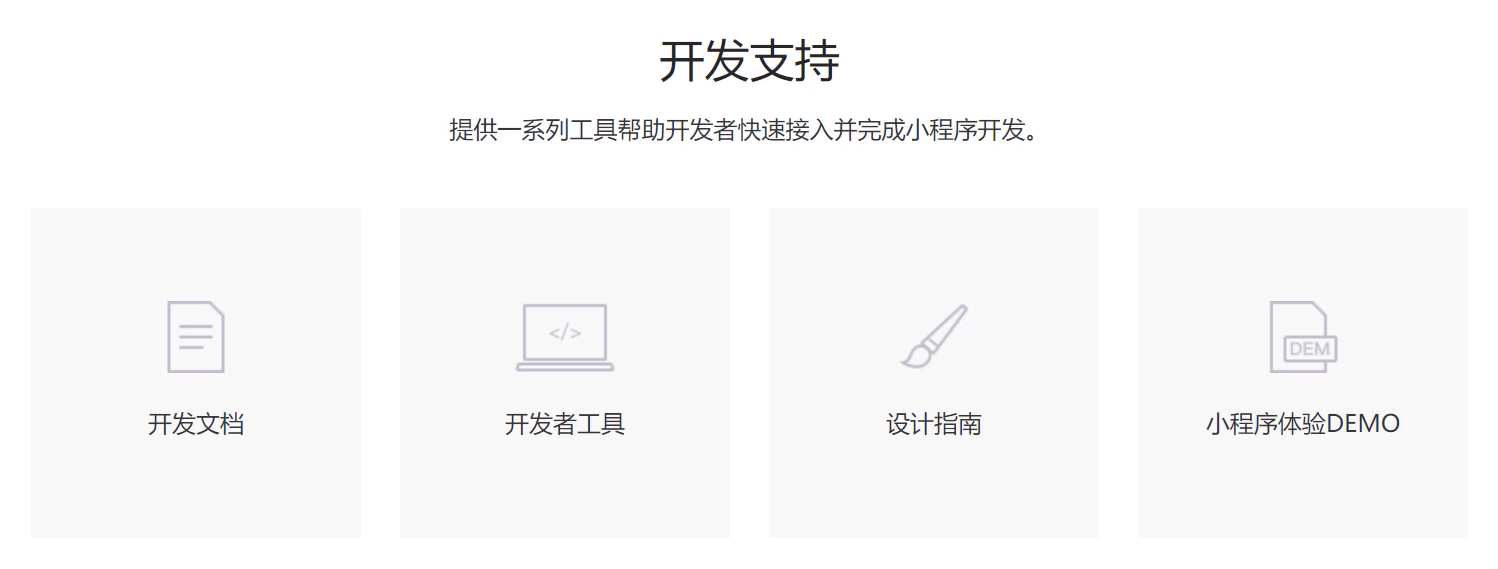 开发支持
提供一系列工具帮助开发者快速接入并完成小程序开发。
</>
DEM
开发文档
开发者工具
设计指南
小程序体验DEMO